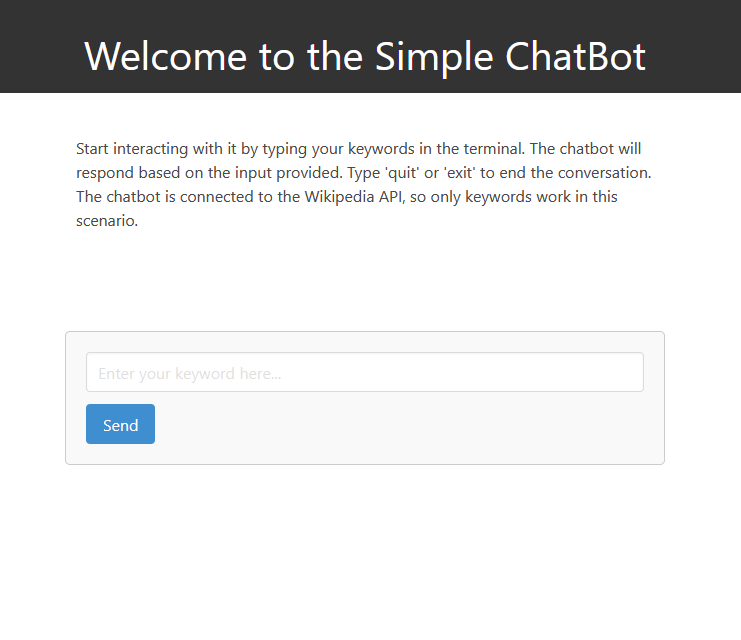 Welcome to the Simple ChatBot
Start interacting with it by typing your keywords in the terminal. The chatbot will
respond based on the input provided. Type 'quit' or 'exit' to end the conversation.
The chatbot is connected to the Wikipedia API, so only keywords work in this
scenario.
Enter your keyword here...
Send